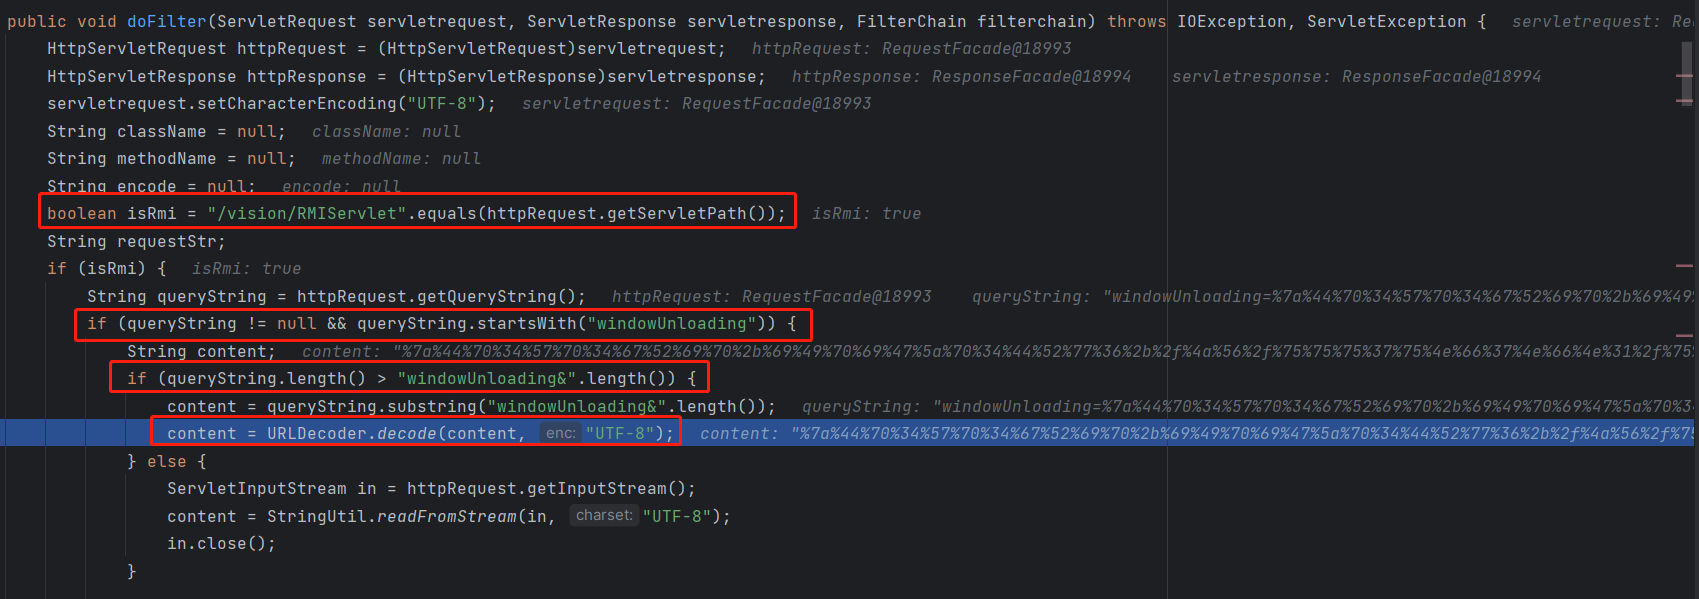 public void doFilter(ServletRequest servletrequest, ServletResponse servletresponse, FilterChain filterchain) throws IOException, ServletException {   servletrequest: Re
HttpServletRequest httpRequest = (HttpServletRequest)servletrequest;   httpRequest: RequestFacade@18993
HttpServletResponse httpResponse = (HttpServletResponse)servletresponse;   httpResponse: ResponseFacade@18994    servletresponse: ResponseFacade@18994
servletrequest.setCharacterEncoding("UTF-8");   servletrequest: RequestFacade@18993
String className = null;   className: null
String methodName = null;   methodName: null
String encode = null;   encode: null
boolean isRmi = "/vision/RMIServlet".equals(httpRequest.getServletPath());   isRmi: true
String requestStr;
if (isRmi) {   isRmi: true
String queryString = httpRequest.getQueryString();   httpRequest: RequestFacade@18993    queryString: "windowUnloading=%7a%44%70%34%57%70%34%67%52%69%70%2b%69%49
if (queryString != null && queryString.startsWith("windowUnloading")) {
String content;   content: "%7a%44%70%34%57%70%34%67%52%69%70%2b%69%49%70%69%47%5a%70%34%44%52%77%36%2b%2f%4a%56%2f%75%75%75%37%75%4e%66%37%4e%66%4e%31%2f%75
if (queryString.length() > "windowUnloading&".length()) {
content = queryString.substring("windowUnloading&".length());   queryString: "windowUnloading=%7a%44%70%34%57%70%34%67%52%69%70%2b%69%49%70%69%47%5a%70%34
content = URLDecoder.decode(content, enc: "UTF-8");   content: "%7a%44%70%34%57%70%34%67%52%69%70%2b%69%49%70%69%47%5a%70%34%44%52%77%36%2b%2f%4a%56%2f%75
} else {
ServletInputStream in = httpRequest.getInputStream();
content = StringUtil.readFromStream(in, charset: "UTF-8");
in.close();
}